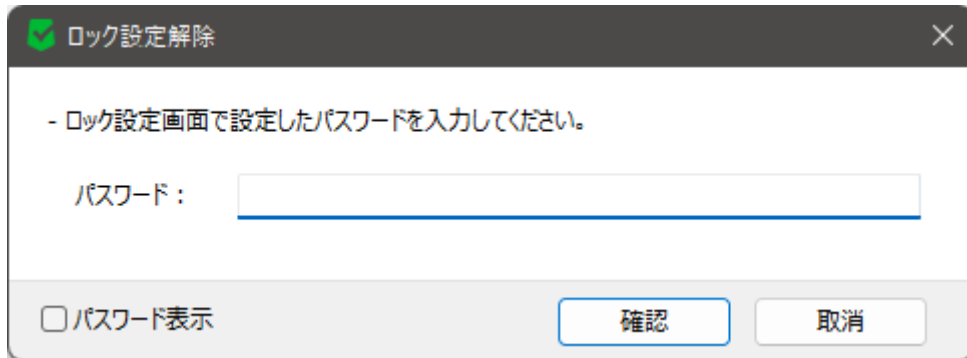 ロック設定解除
- ロック設定画面で設定したパスワードを入力してください。
パスワード：
パスワード表示
確認
取消